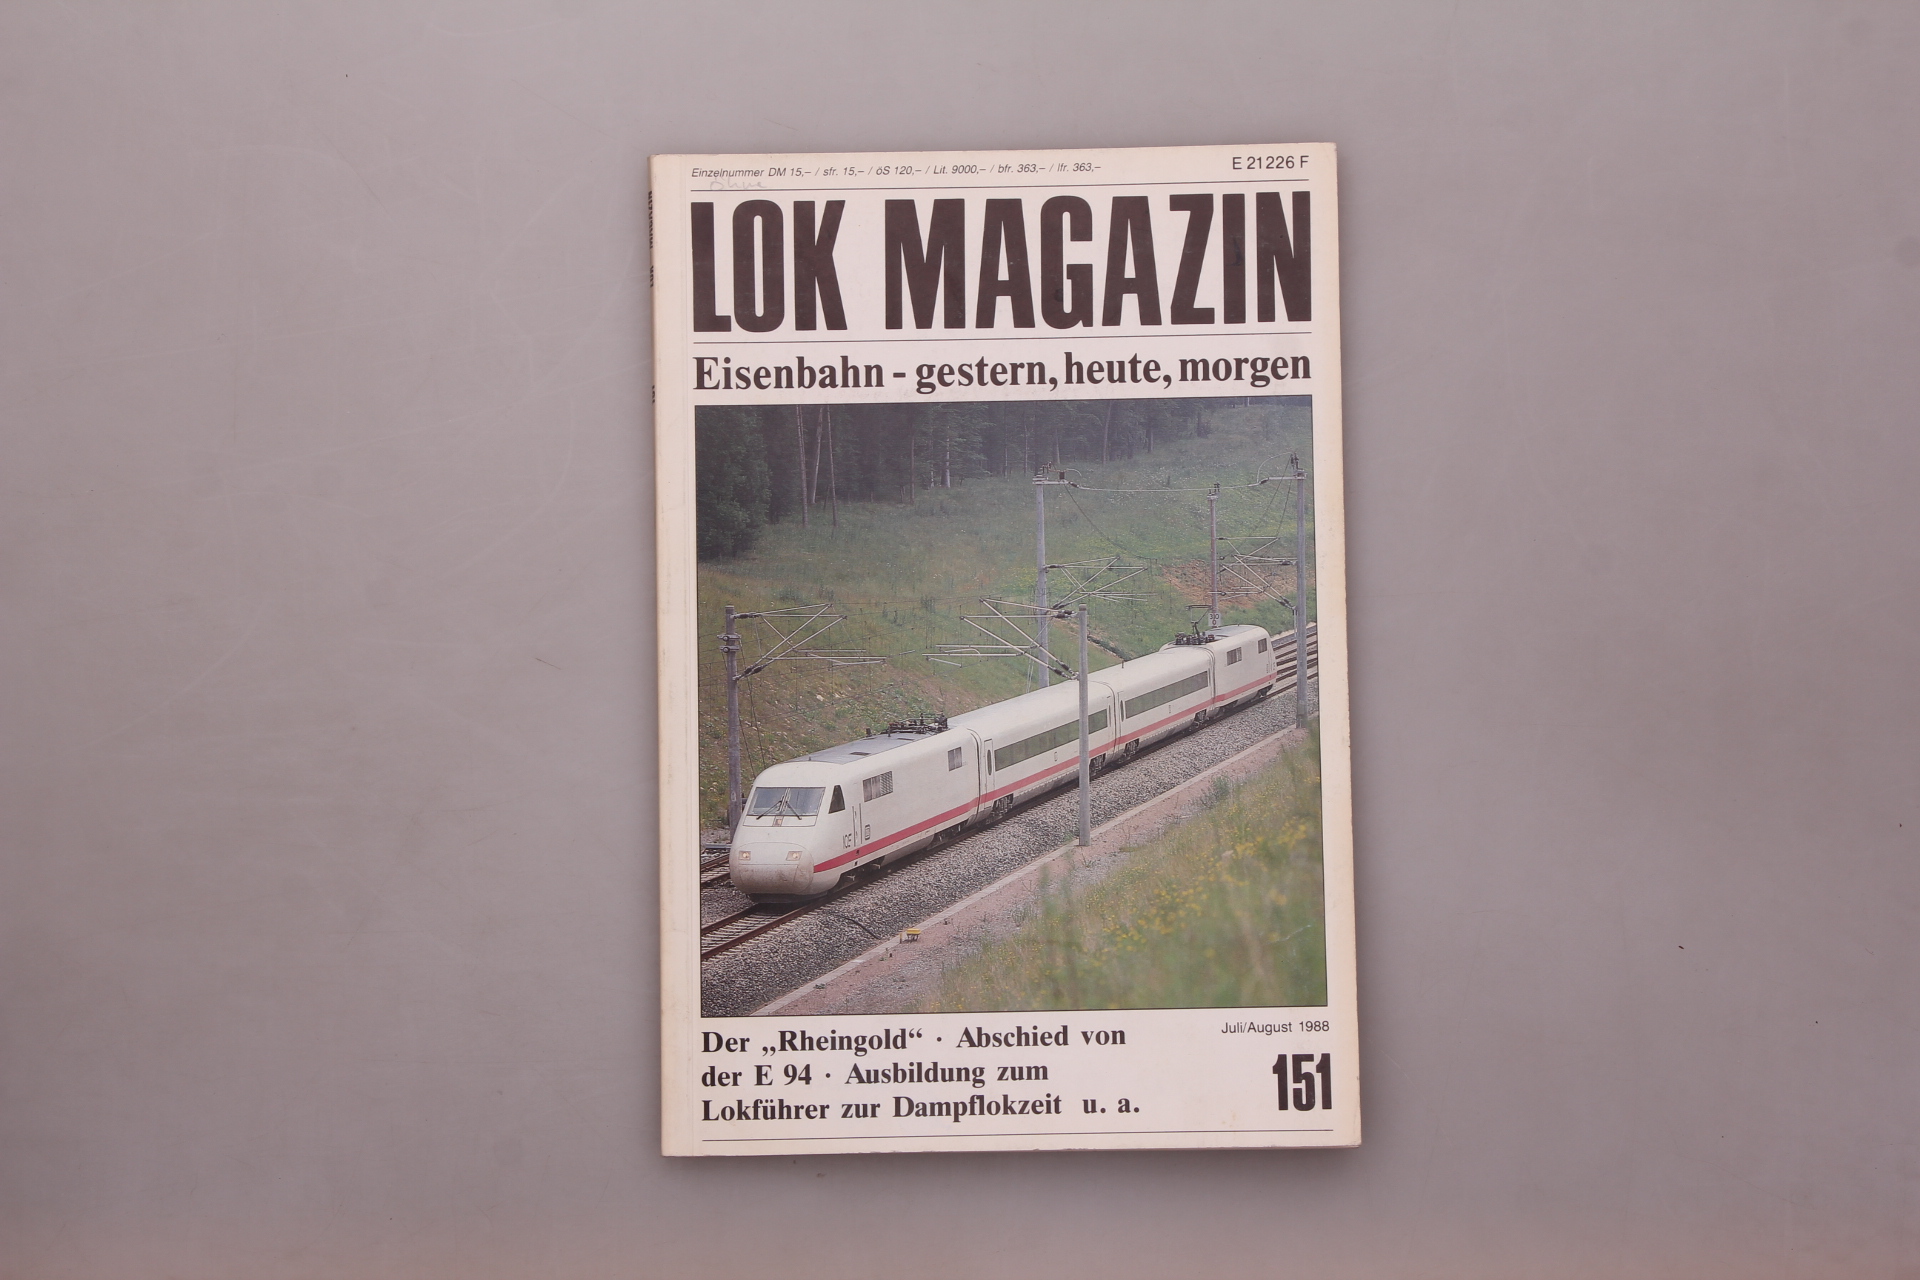 Einzelnummer DM 15,– / sfr. 15,– / öS 120,– / Lit. 9000,– / bfr. 363,– / lfr. 363,–
E 21226 F
LOK MAGAZIN
Eisenbahn - gestern, heute, morgen
ICE
Der „Rheingold“ · Abschied von
der E 94 · Ausbildung zum
Lokführer zur Dampflokzeit u. a.
Juli/August 1988
151